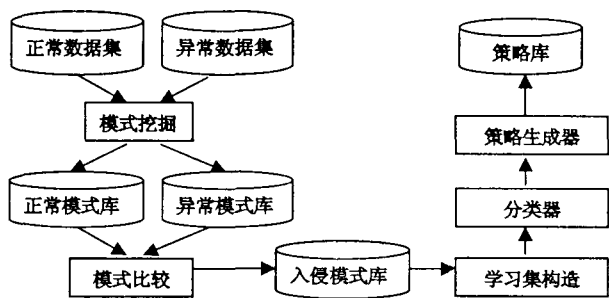 正常数据集
异常数据集
策略库
模式挖掘
策略生成器
正常模式库
异常模式库
分类器
模式比较
入侵模式库
学习集构造